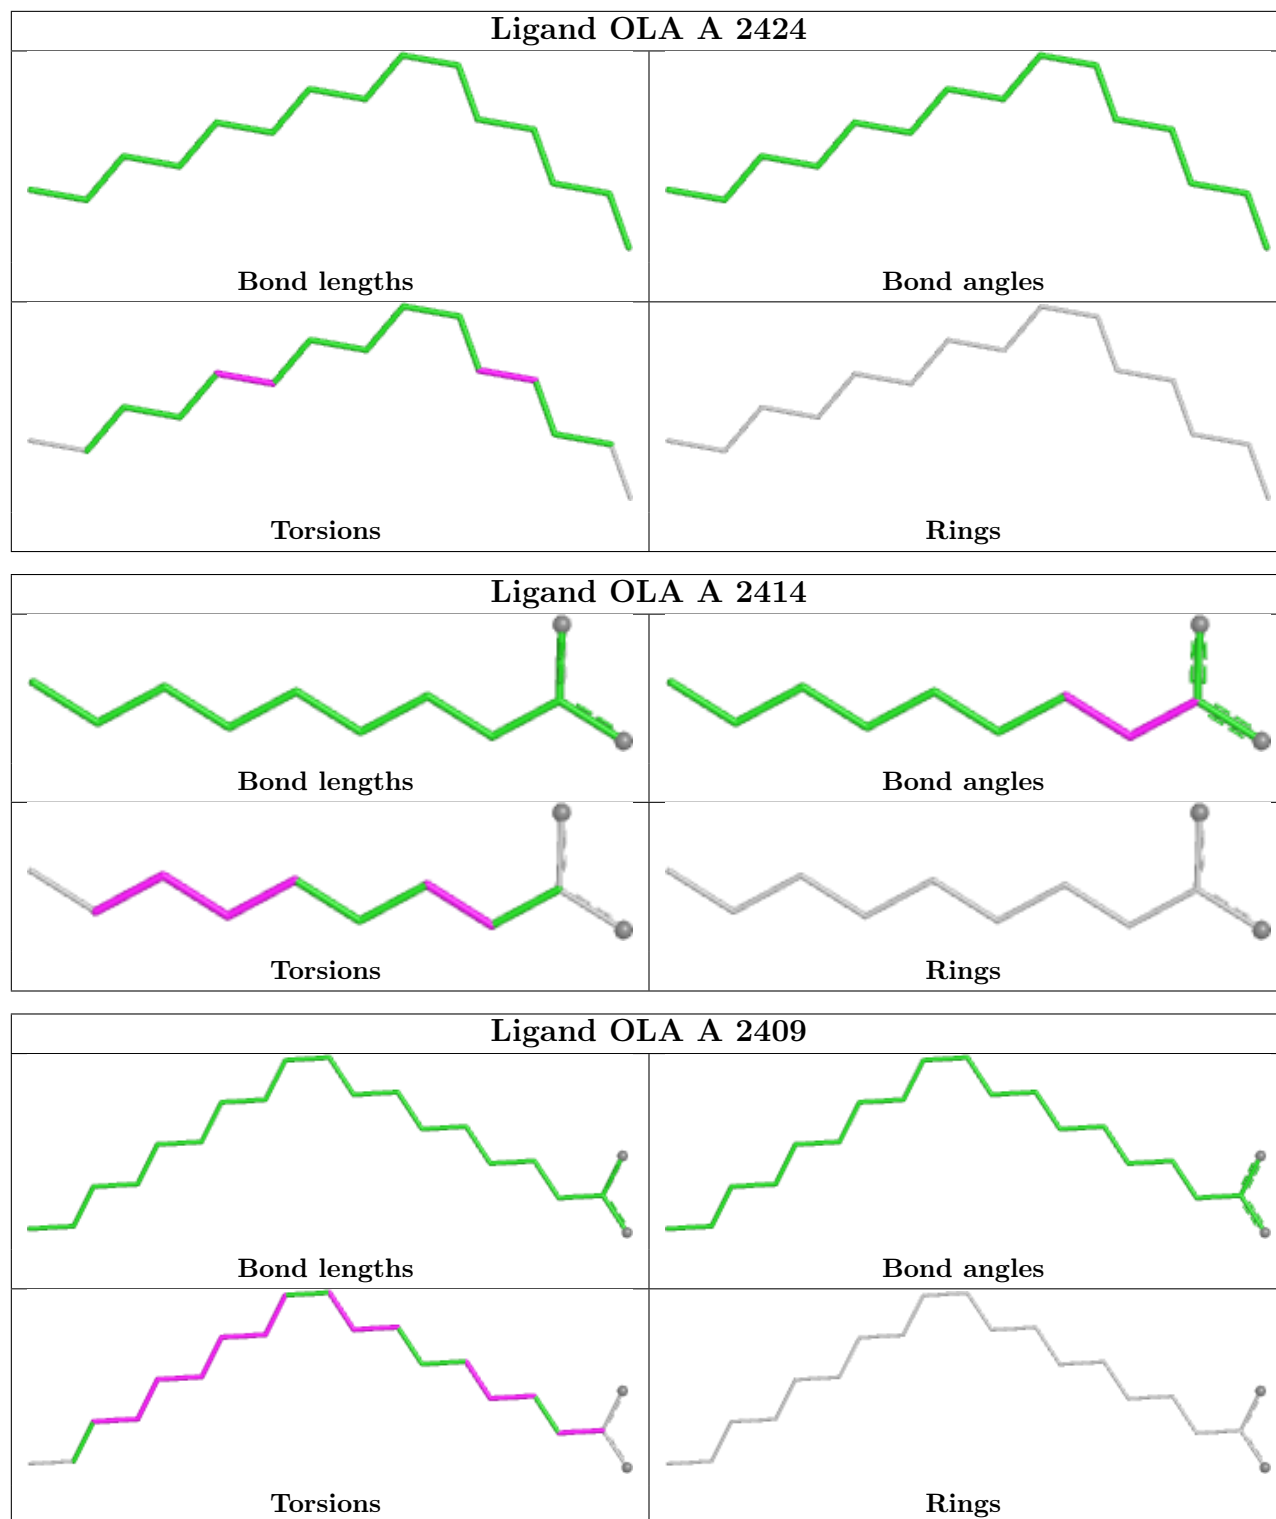 Ligand OLA A 2424
Bond lengths
Bond angles
Torsions
Rings
Ligand OLA A 2414
Bond lengths
Bond angles
Torsions
Rings
Ligand OLA A 2409
Bond lengths
Bond angles
Torsions
Rings